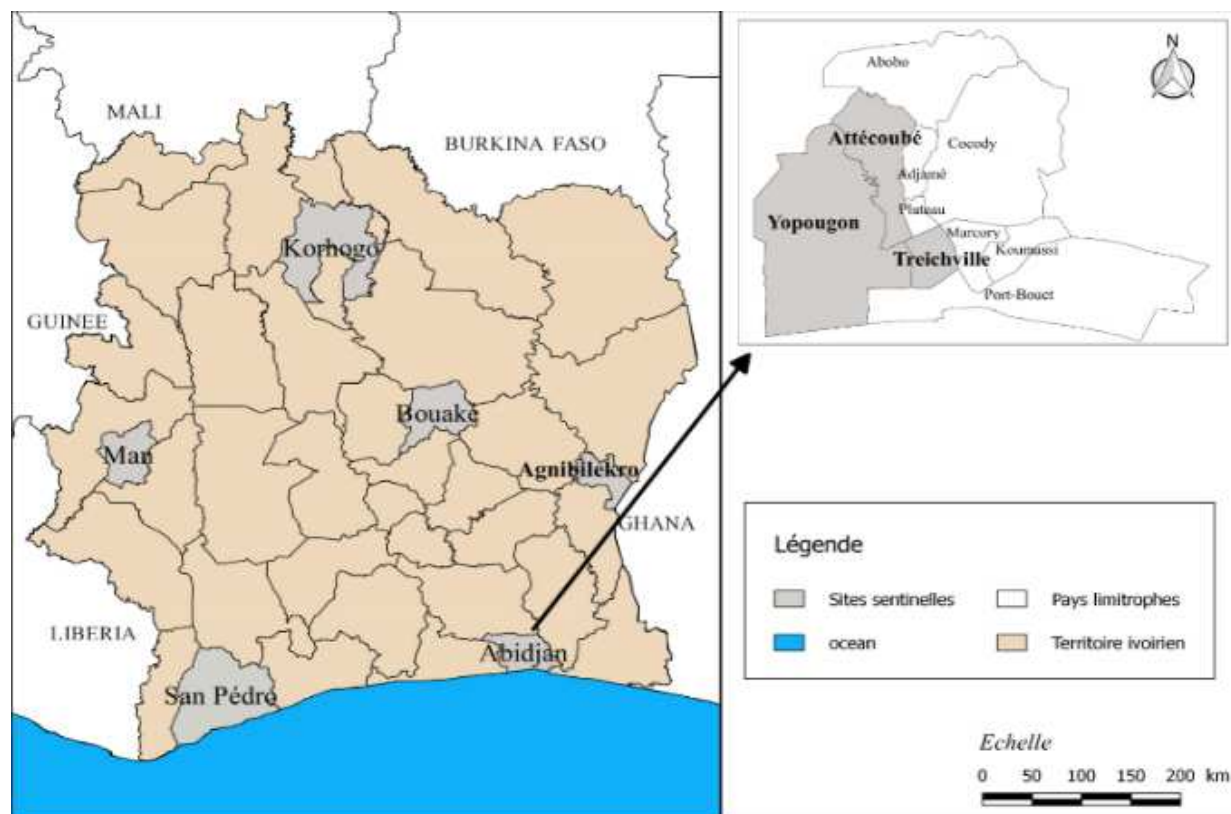 MALI
BURKINA FASO
Korhogo
GUINEE
Bouaké
Man
Agnibilékro
GHANA
LIBERIA
Abidjan
San Pédro
N
Abobo
Attécoubé
Cocody
Adjamé
Plateau
Yopougon
Marcory
Koumassi
Treichville
Port-Bouet
Légende
Sites sentinelles
Pays limitrophes
ocean
Territoire ivoirien
Echelle
0 50 100 150 200 km